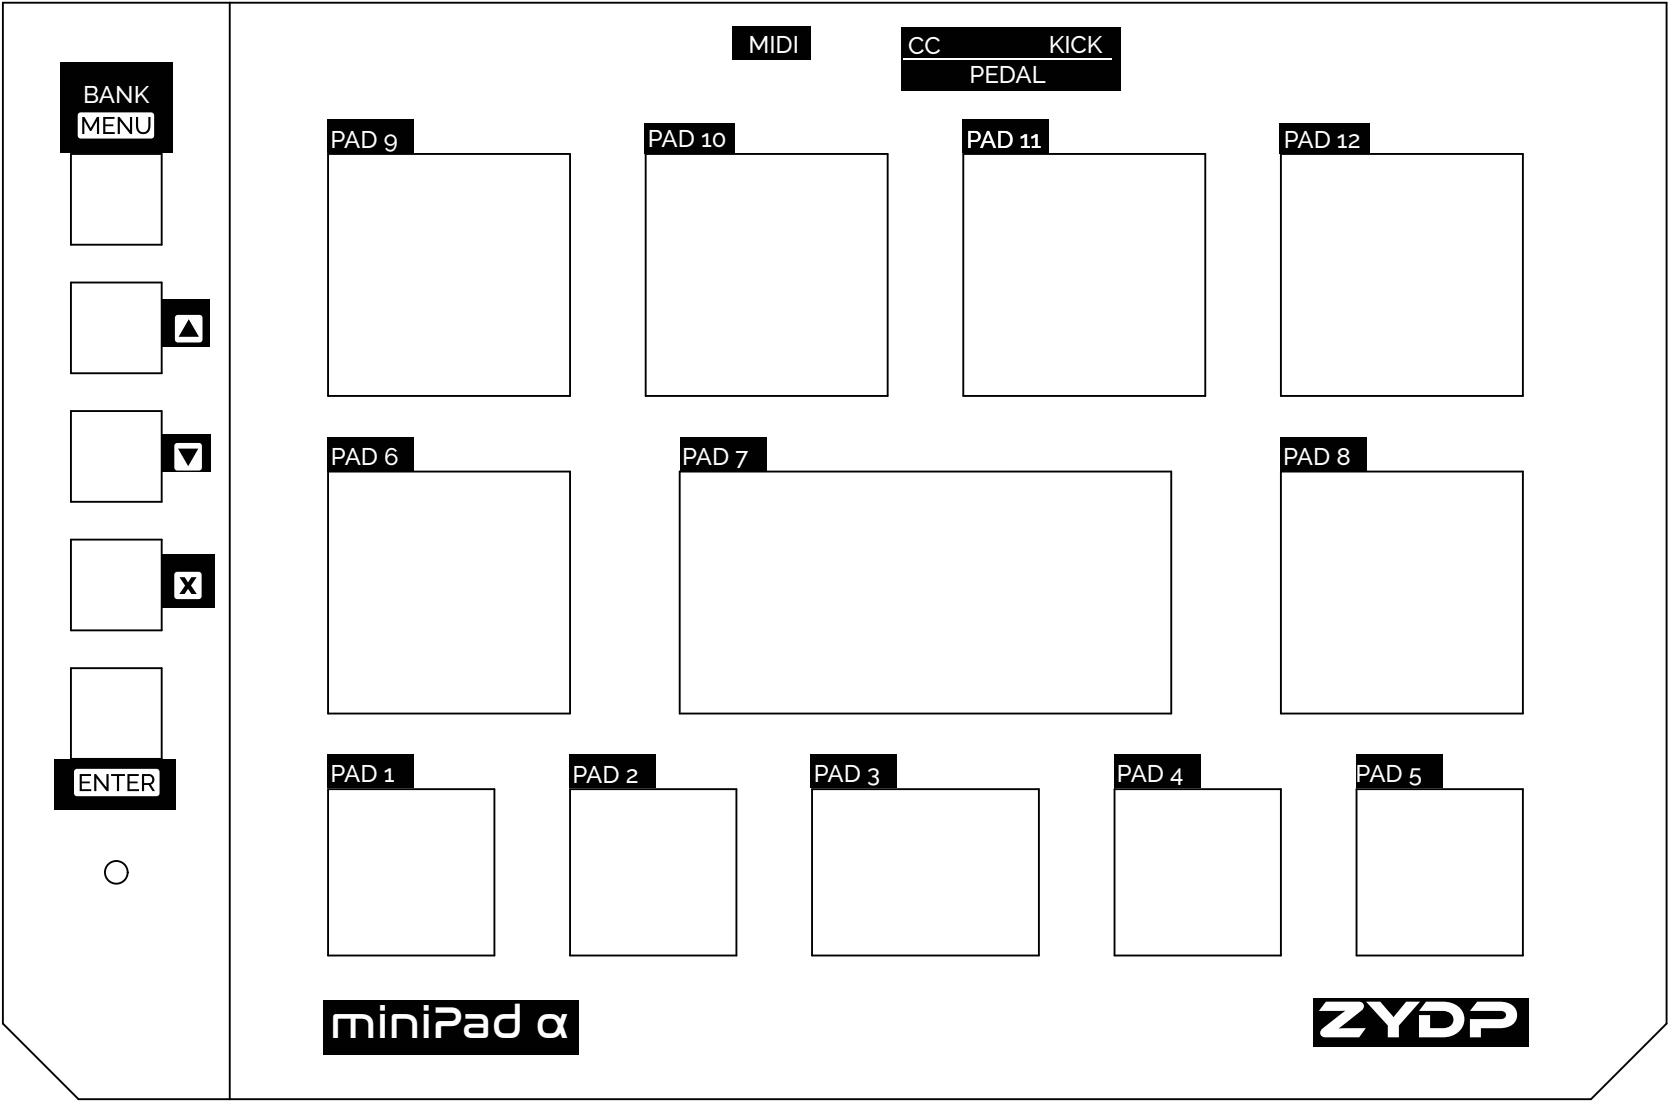 MIDI
CC KICK
PEDAL
BANK
MENU
PAD 9
PAD 10
PAD 11
PAD 12
▲
▼
PAD 6
PAD 7
PAD 8
X
PAD 1
PAD 2
PAD 3
PAD 4
PAD 5
ENTER
miniPad α
ZYDP